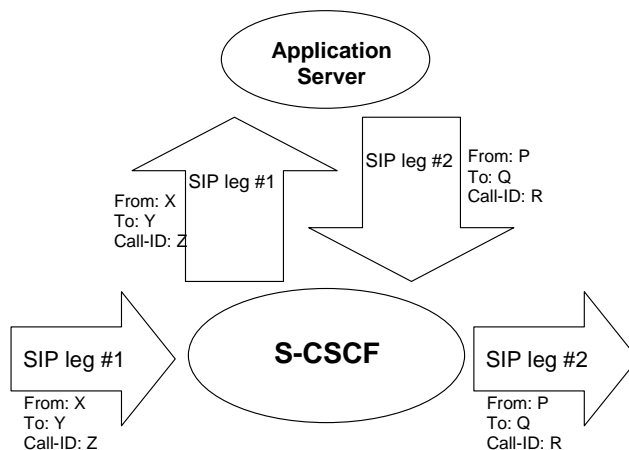 Application
Server
SIP leg #1
From: X
To: Y
Call-ID: Z
SIP leg #2
From: P
To: Q
Call-ID: R
SIP leg #1
From: X
To: Y
Call-ID: Z
S-CSCF
SIP leg #2
From: P
To: Q
Call-ID: R